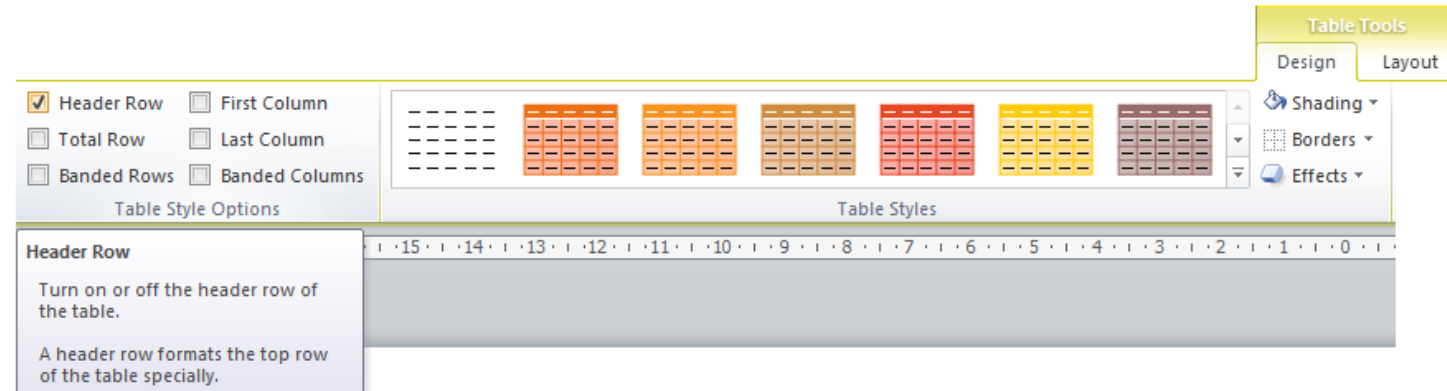 Table Tools
Design Layout
Header Row First Column
Total Row Last Column
Banded Rows Banded Columns
Table Style Options
Table Styles
Shading
Borders
Effects
15 14 13 12 11 10 9 8 7 6 5 4 3 2 1 0
Header Row
Turn on or off the header row of
the table.
A header row formats the top row
of the table specially.